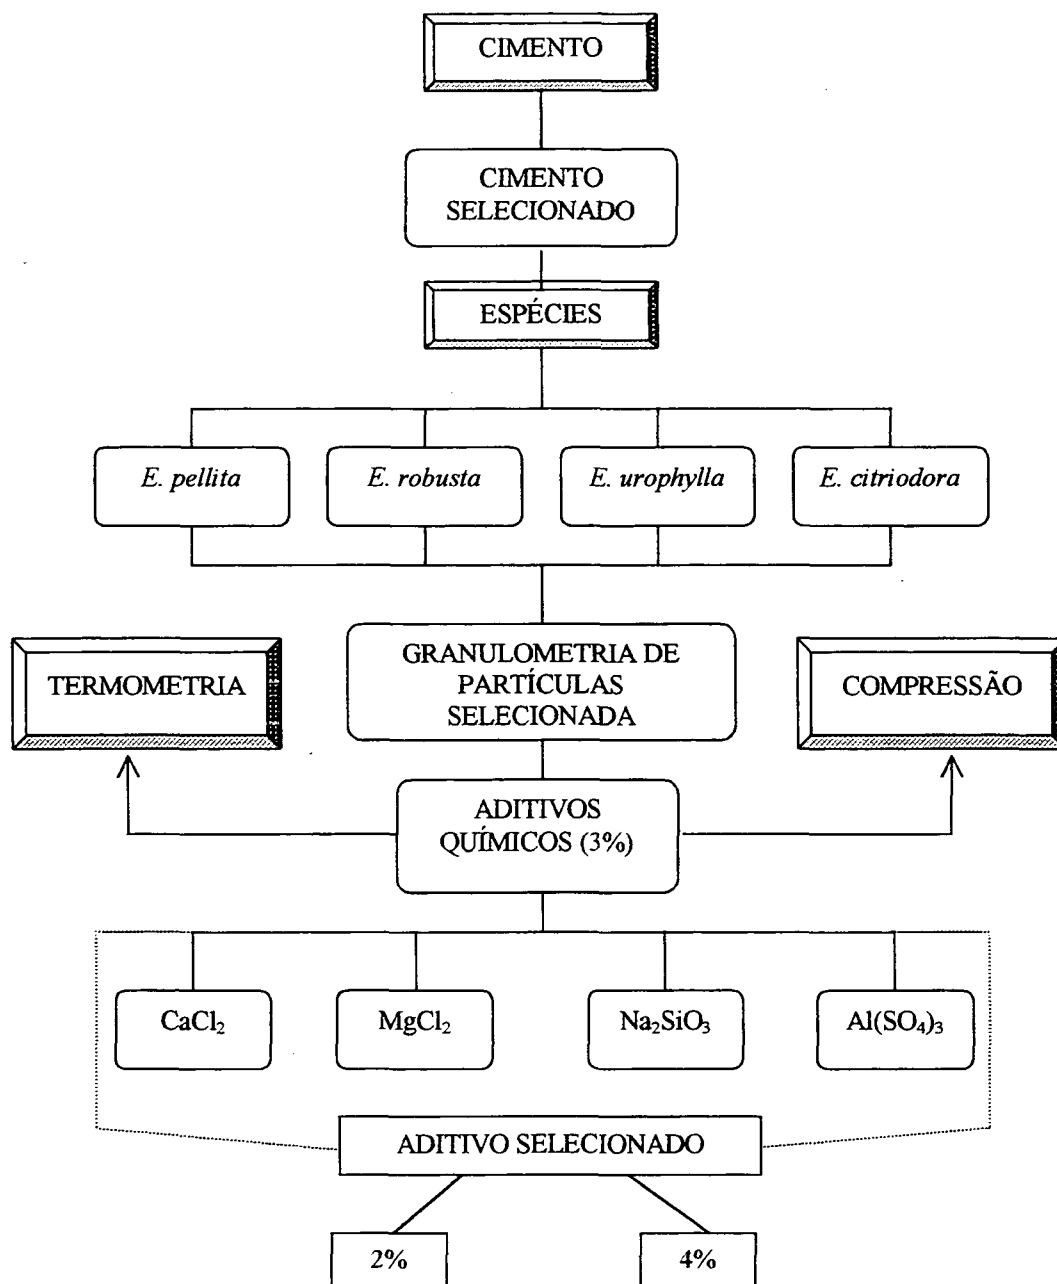 CIMENTO
CIMENTO
SELECIONADO
ESPÉCIES
E. pellita
E. robusta
E. urophylla
E. citriodora
TERMOMETRIA
GRANULOMETRIA DE
PARTÍCULAS
SELECIONADA
COMPRESSÃO
ADITIVOS
QUÍMICOS (3%)
CaCl₂
MgCl₂
Na₂SiO₃
Al(SO₄)₃
ADITIVO SELECIONADO
2%
4%